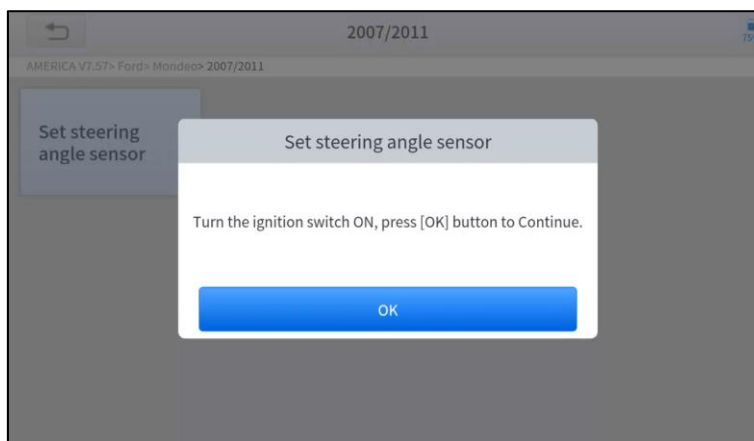 2007/2011
75%
AMERICA V7.57> Ford> Mondeo> 2007/2011
Set steering
angle sensor
Set steering angle sensor
Turn the ignition switch ON, press [OK] button to Continue.
OK